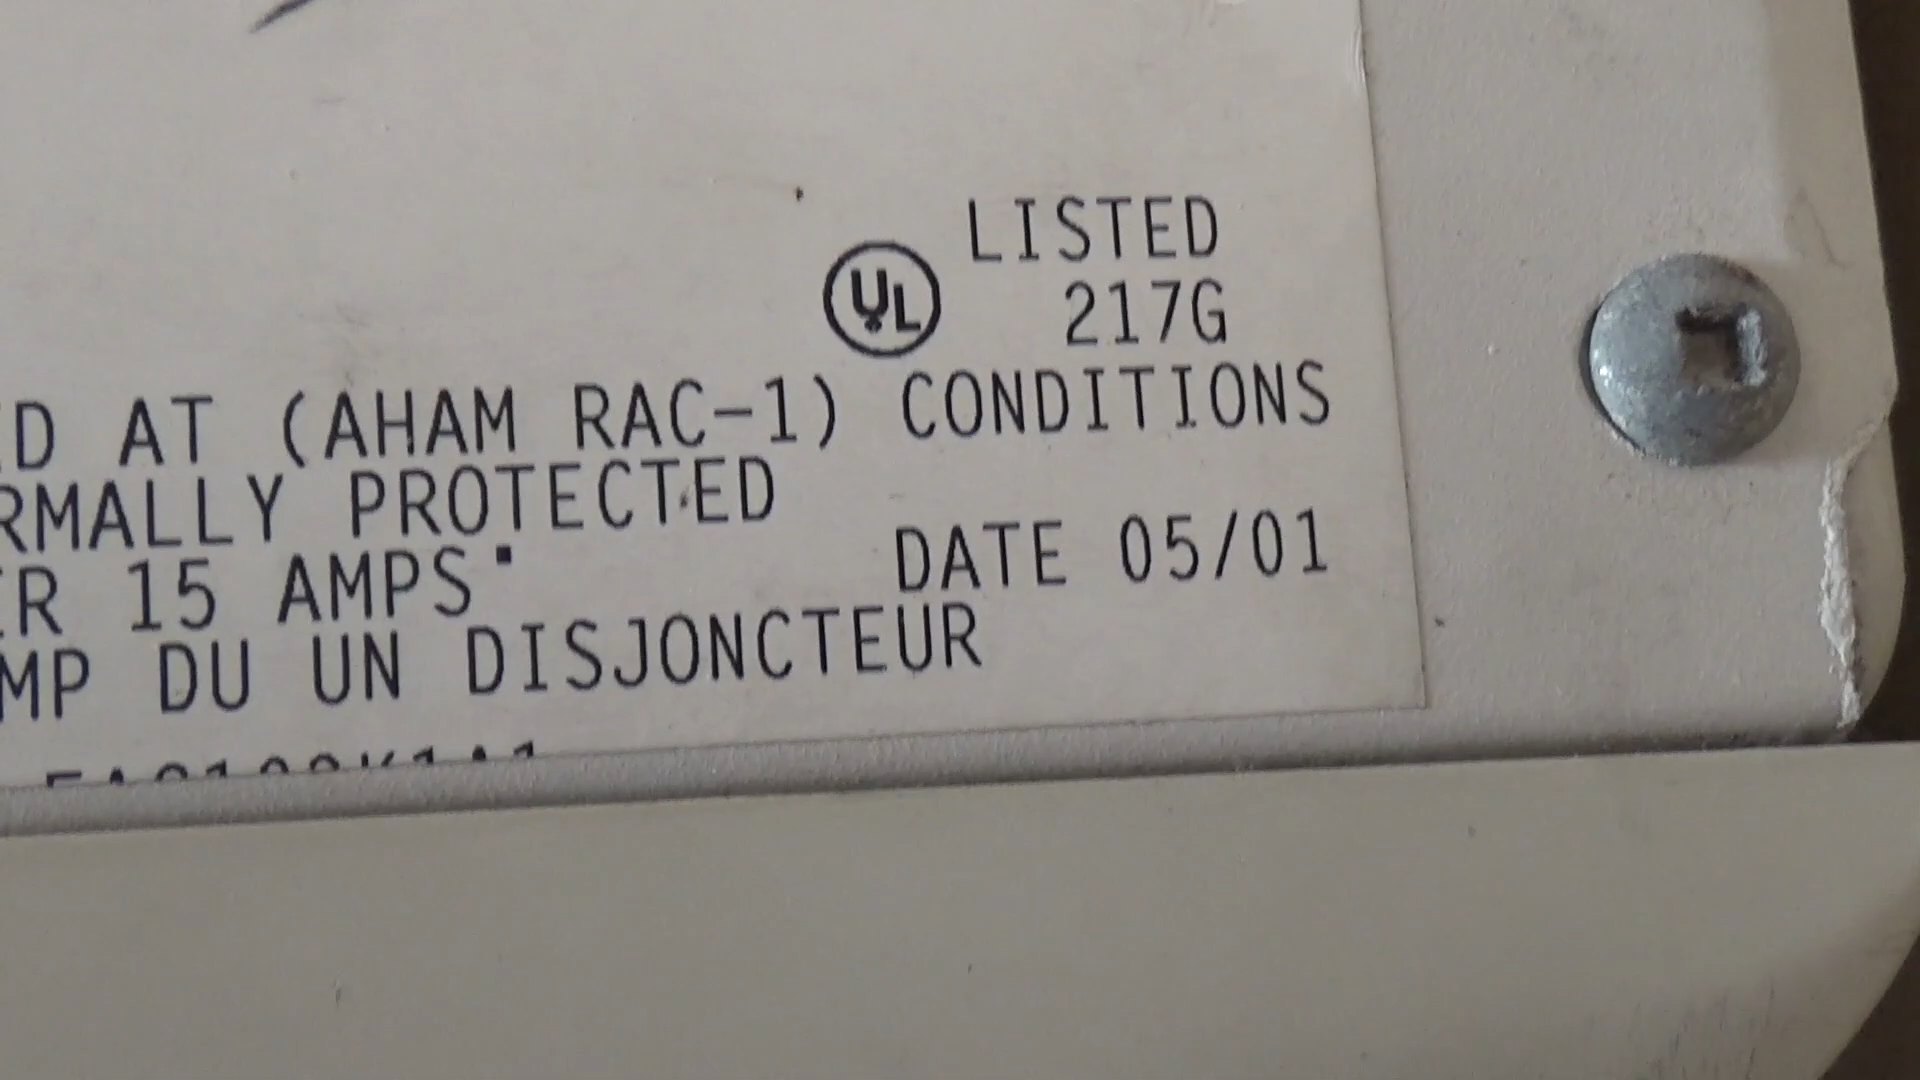 LISTED
UL 217G
D AT (AHAM RAC-1) CONDITIONS
RMALLY PROTECTED
ER 15 AMPS
DATE 05/01
MP DU UN DISJONCTEUR